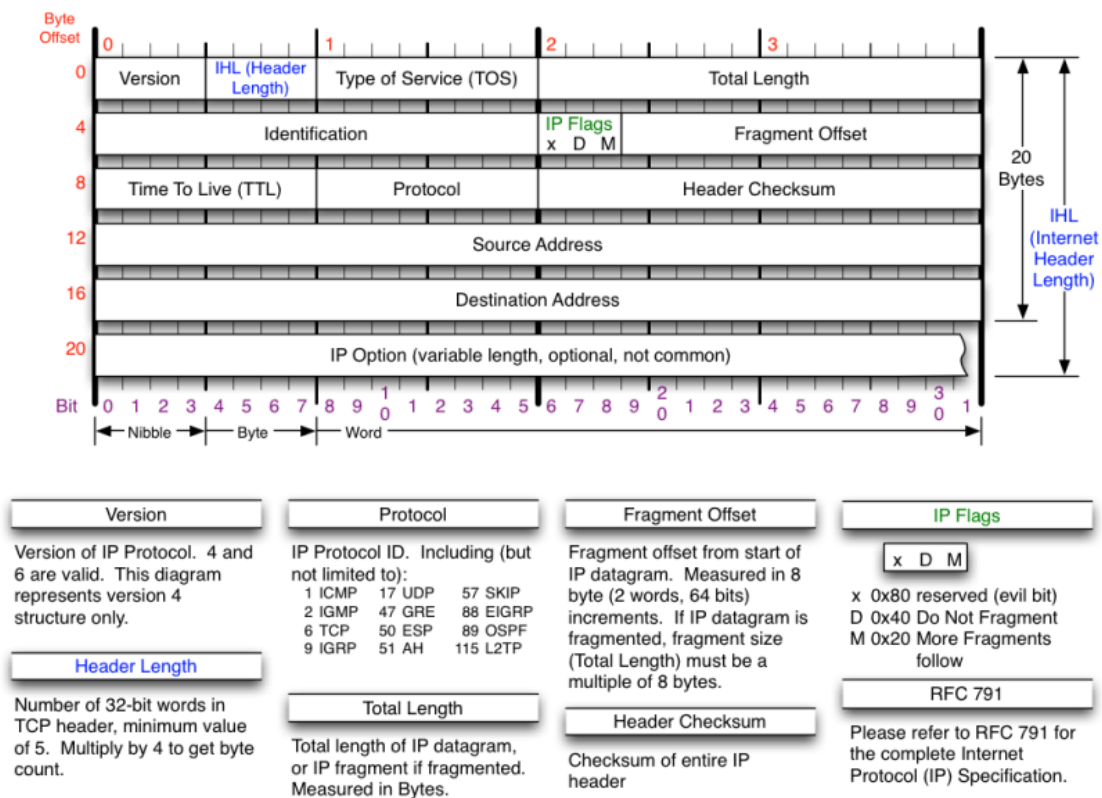 Byte
Offset
0 1 2 3
0 Version IHL (Header Length) Type of Service (TOS) Total Length
4 Identification IP Flags x D M Fragment Offset
8 Time To Live (TTL) Protocol Header Checksum
12 Source Address
16 Destination Address
20 IP Option (variable length, optional, not common)
20
Bytes
IHL
(Internet
Header
Length)
Bit 0 1 2 3 4 5 6 7 8 9 10 1 2 3 4 5 6 7 8 9 20 1 2 3 4 5 6 7 8 9 30 1
Nibble Byte Word
Version
Version of IP Protocol. 4 and
6 are valid. This diagram
represents version 4
structure only.
Header Length
Number of 32-bit words in
TCP header, minimum value
of 5. Multiply by 4 to get byte
count.
Protocol
IP Protocol ID. Including (but
not limited to):
1 ICMP 17 UDP 57 SKIP
2 IGMP 47 GRE 88 EIGRP
6 TCP 50 ESP 89 OSPF
9 IGRP 51 AH 115 L2TP
Total Length
Total length of IP datagram,
or IP fragment if fragmented.
Measured in Bytes.
Fragment Offset
Fragment offset from start of
IP datagram. Measured in 8
byte (2 words, 64 bits)
increments. If IP datagram is
fragmented, fragment size
(Total Length) must be a
multiple of 8 bytes.
Header Checksum
Checksum of entire IP
header
IP Flags
x D M
x 0x80 reserved (evil bit)
D 0x40 Do Not Fragment
M 0x20 More Fragments
follow
RFC 791
Please refer to RFC 791 for
the complete Internet
Protocol (IP) Specification.